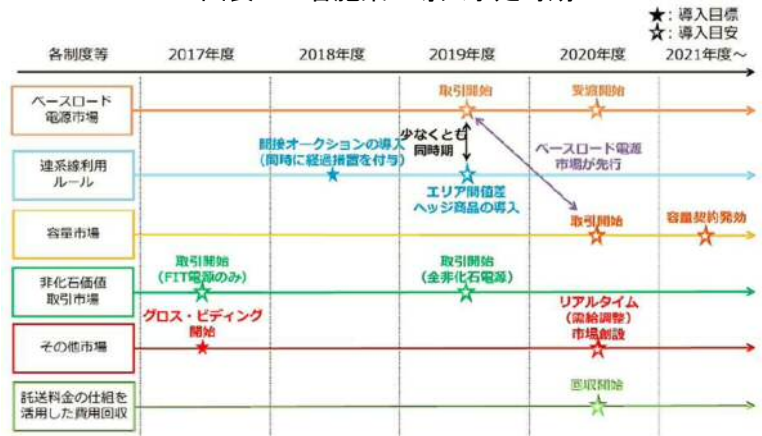 ★：導入目標
☆：導入目安
各制度等 2017年度 2018年度 2019年度 2020年度 2021年度～
ベースロード
電源市場
取引開始
受渡開始
連系線利用
ルール
間接オークションの導入
(同時に経過措置を付与)
少なくとも
同時期
ベースロード電源
市場が先行
エリア間値差
ヘッジ商品の導入
容量市場
取引開始
容量契約発効
非化石価値
取引市場
取引開始
(FIT電源のみ)
取引開始
(全非化石電源)
その他市場
グロス・ビディング
開始
リアルタイム
(需給調整)
市場創設
託送料金の仕組を
活用した費用回収
回収開始